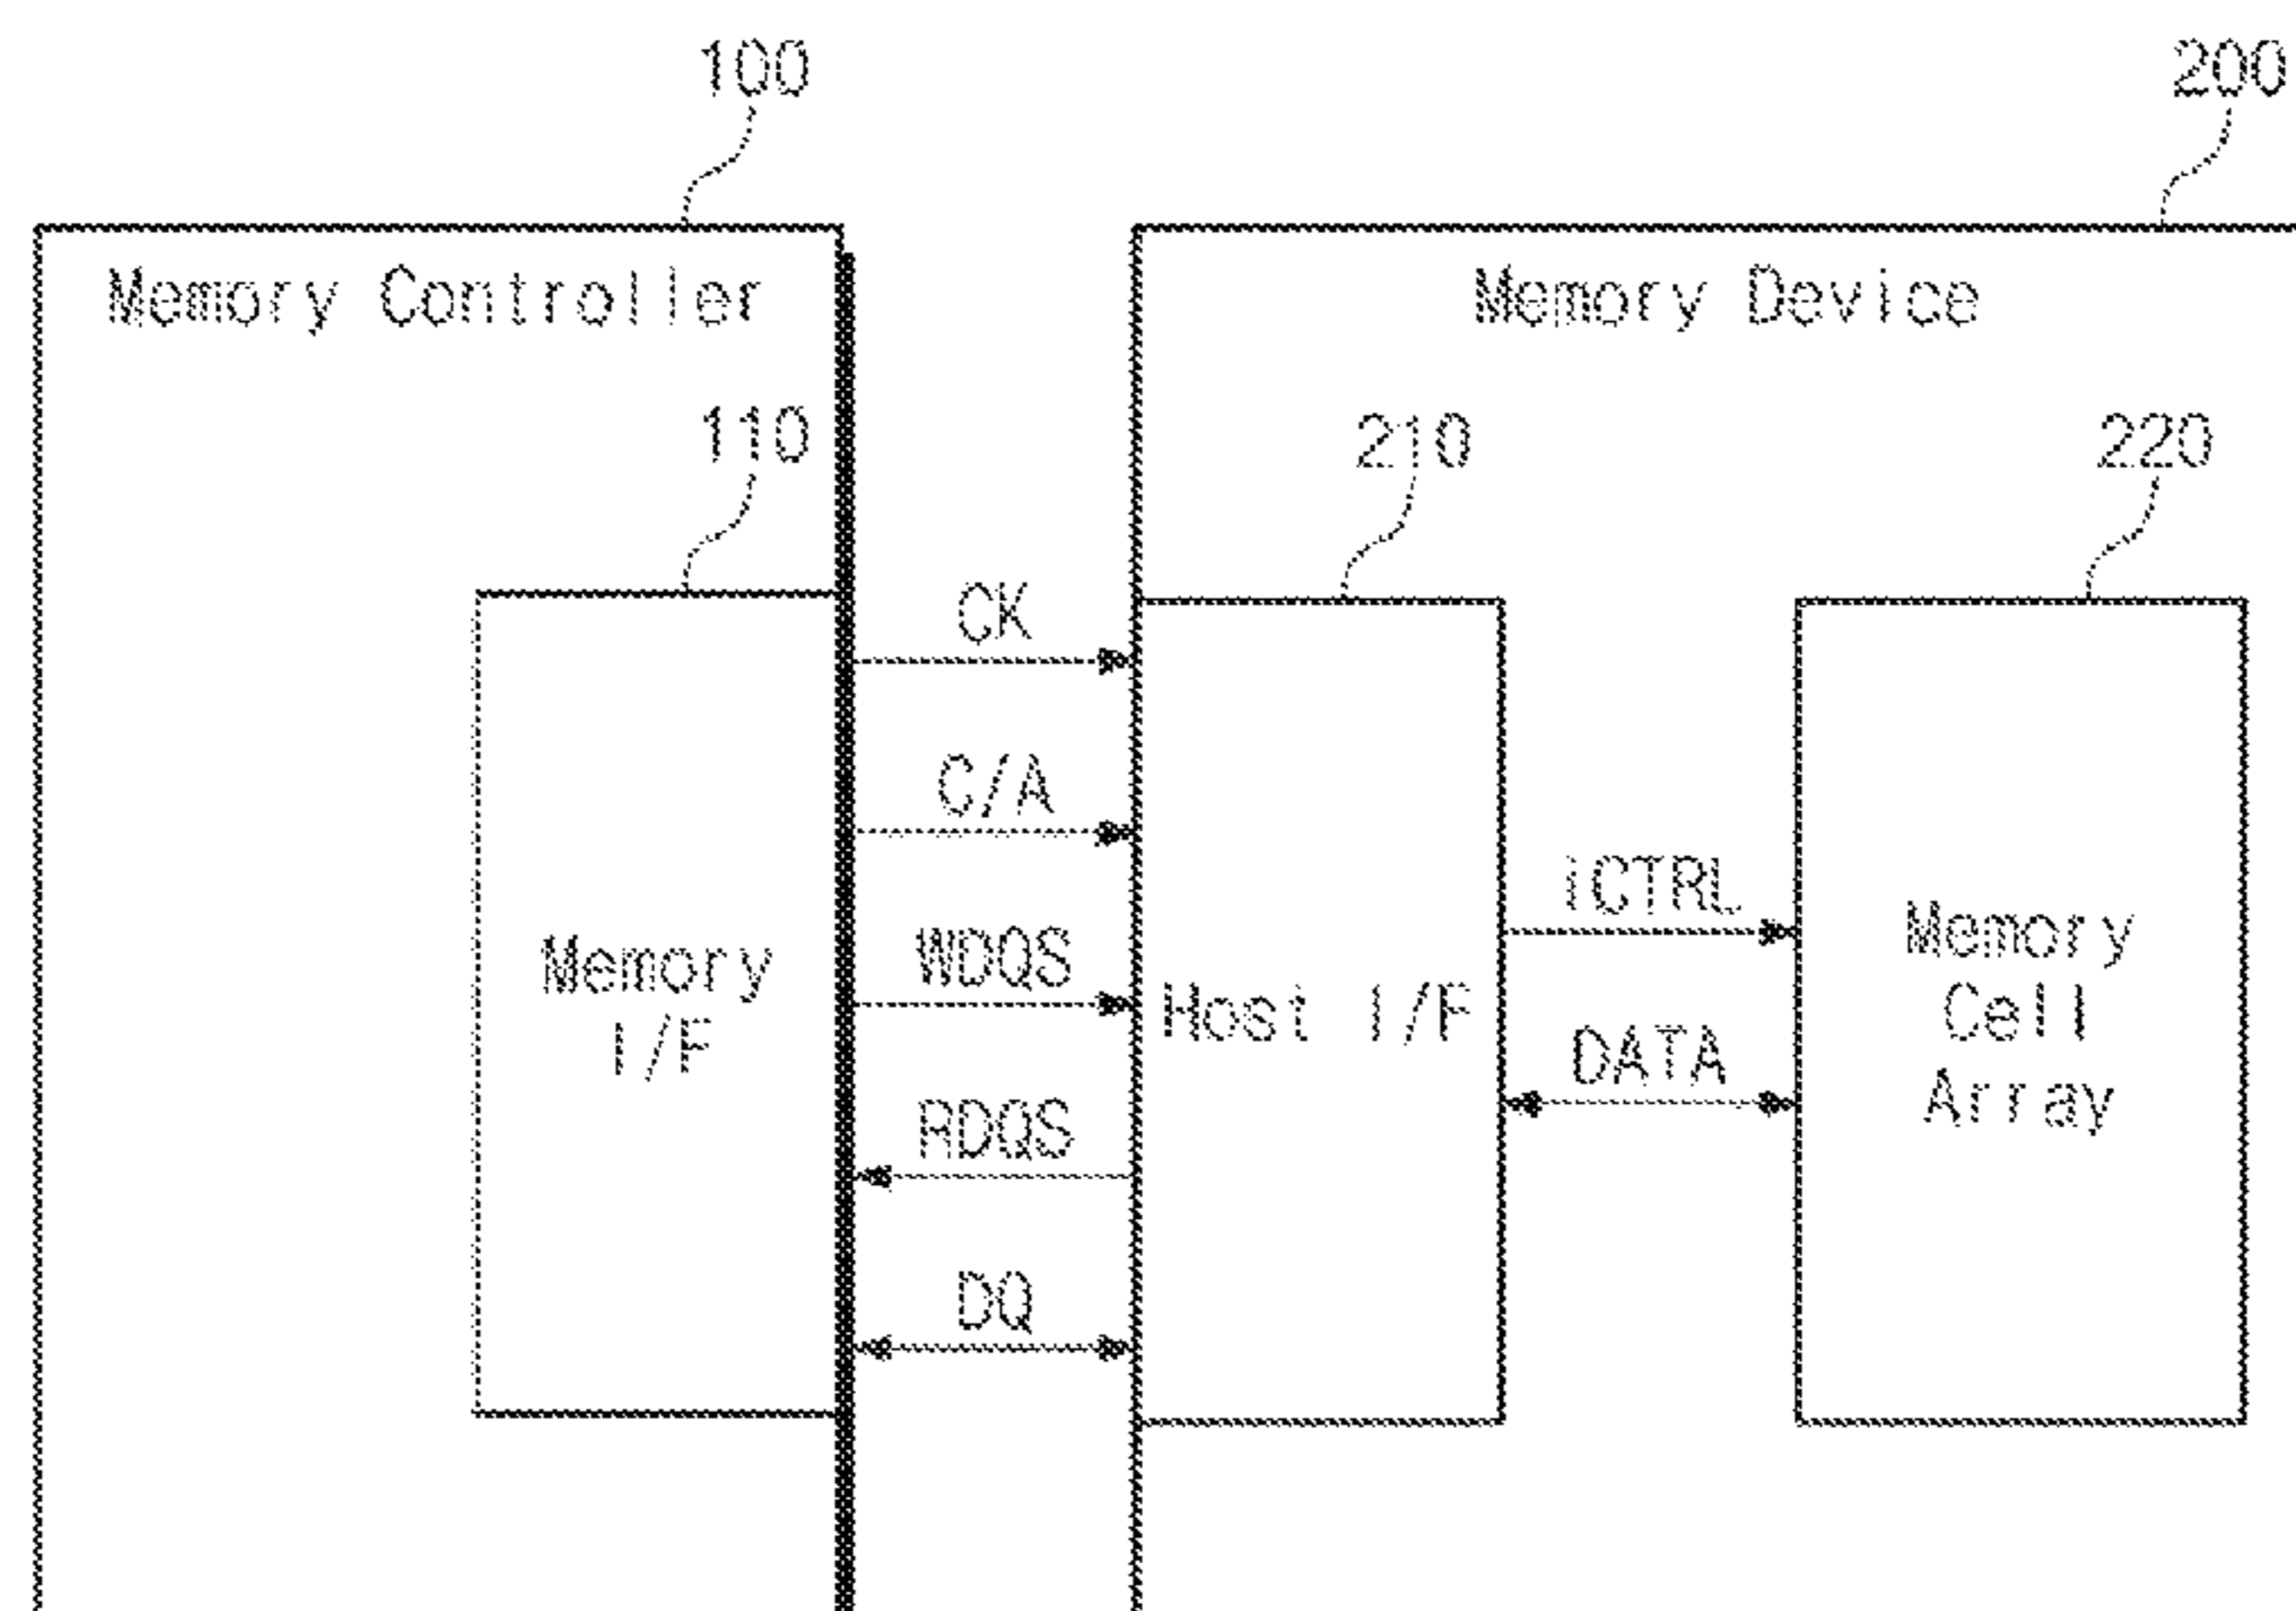 100
200
Memory Controller
Memory Device
110
210
220
CK
C/A
WDQS
RDQS
DQ
Memory
I/F
Host I/F
iCTRL
DATA
Memory
Cell
Array